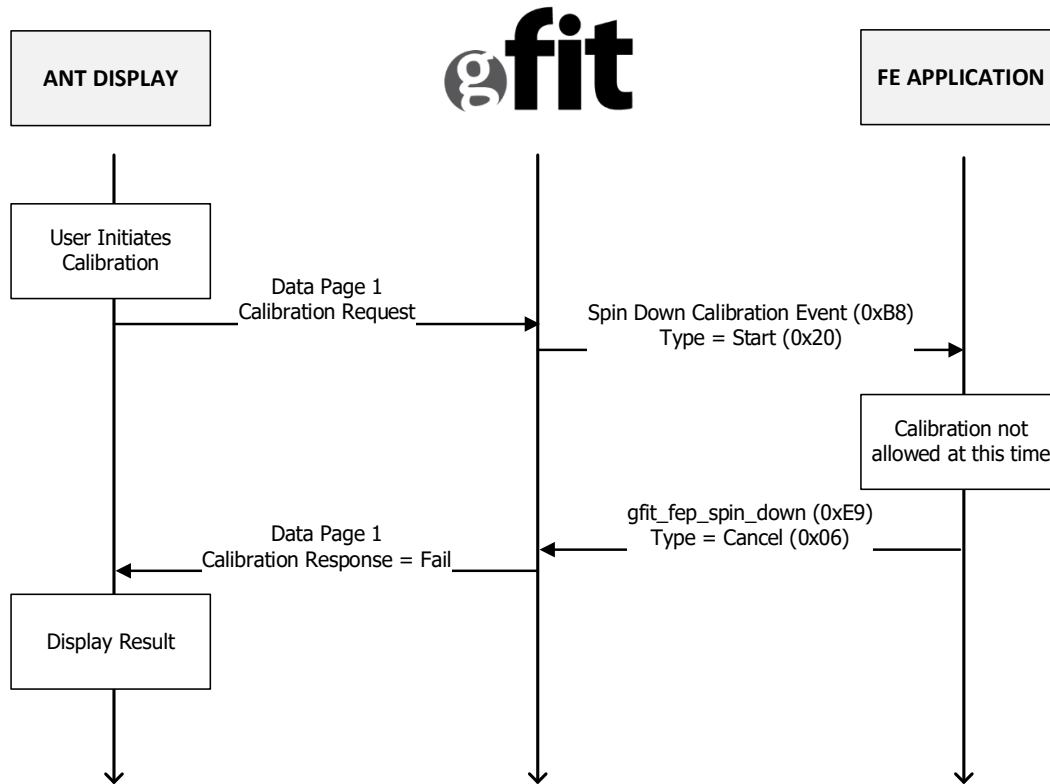 ANT DISPLAY
gfit
FE APPLICATION
User Initiates
Calibration
Data Page 1
Calibration Request
Spin Down Calibration Event (0xB8)
Type = Start (0x20)
Calibration not
allowed at this time
gfit_fep_spin_down (0xE9)
Type = Cancel (0x06)
Data Page 1
Calibration Response = Fail
Display Result